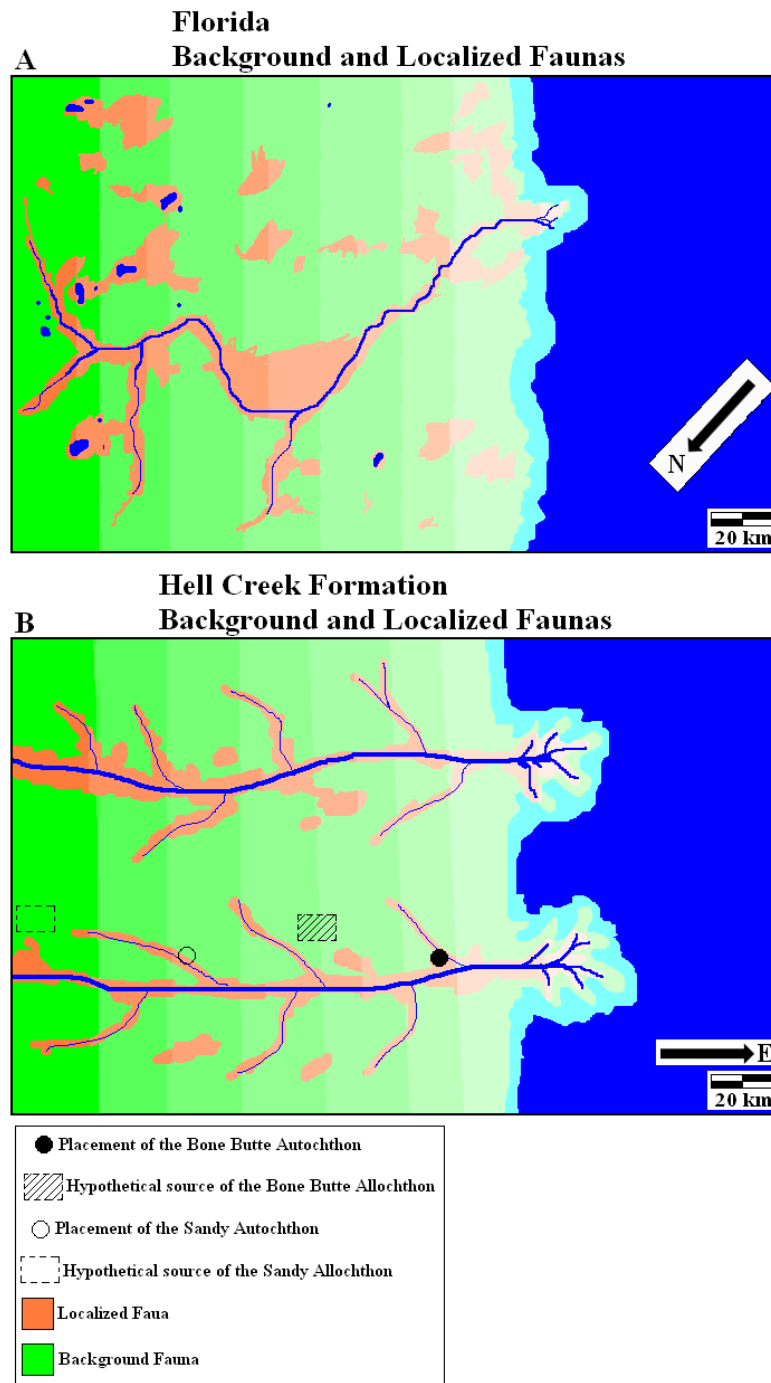 Florida
Background and Localized Faunas
A
N
20 km
Hell Creek Formation
Background and Localized Faunas
B
E
20 km
Placement of the Bone Butte Autochthon
Hypothetical source of the Bone Butte Allochthon
Placement of the Sandy Autochthon
Hypothetical source of the Sandy Allochthon
Localized Faua
Background Fauna